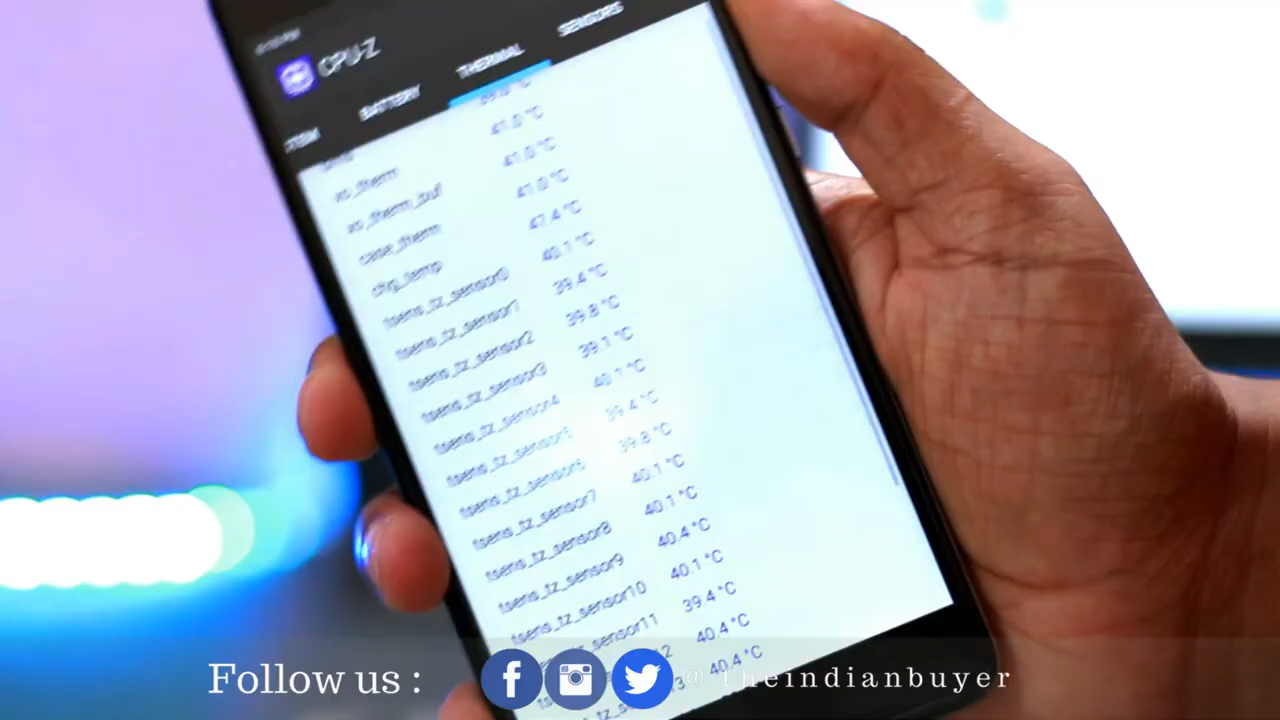 CPU-Z
BATTERY THERMAL SENSORS
xo_therm 41.0 °C
xo_therm_buf 41.0 °C
case_therm 41.0 °C
chg_temp 47.4 °C
tsens_tz_sensor0 40.1 °C
tsens_tz_sensor1 39.4 °C
tsens_tz_sensor2 39.8 °C
tsens_tz_sensor3 39.1 °C
tsens_tz_sensor4 40.1 °C
tsens_tz_sensor5 39.4 °C
tsens_tz_sensor6 39.8 °C
tsens_tz_sensor7 40.1 °C
tsens_tz_sensor8 40.1 °C
tsens_tz_sensor9 40.4 °C
tsens_tz_sensor10 40.1 °C
tsens_tz_sensor11 39.4 °C
40.4 °C
40.4 °C
Follow us : @theindianbuyer